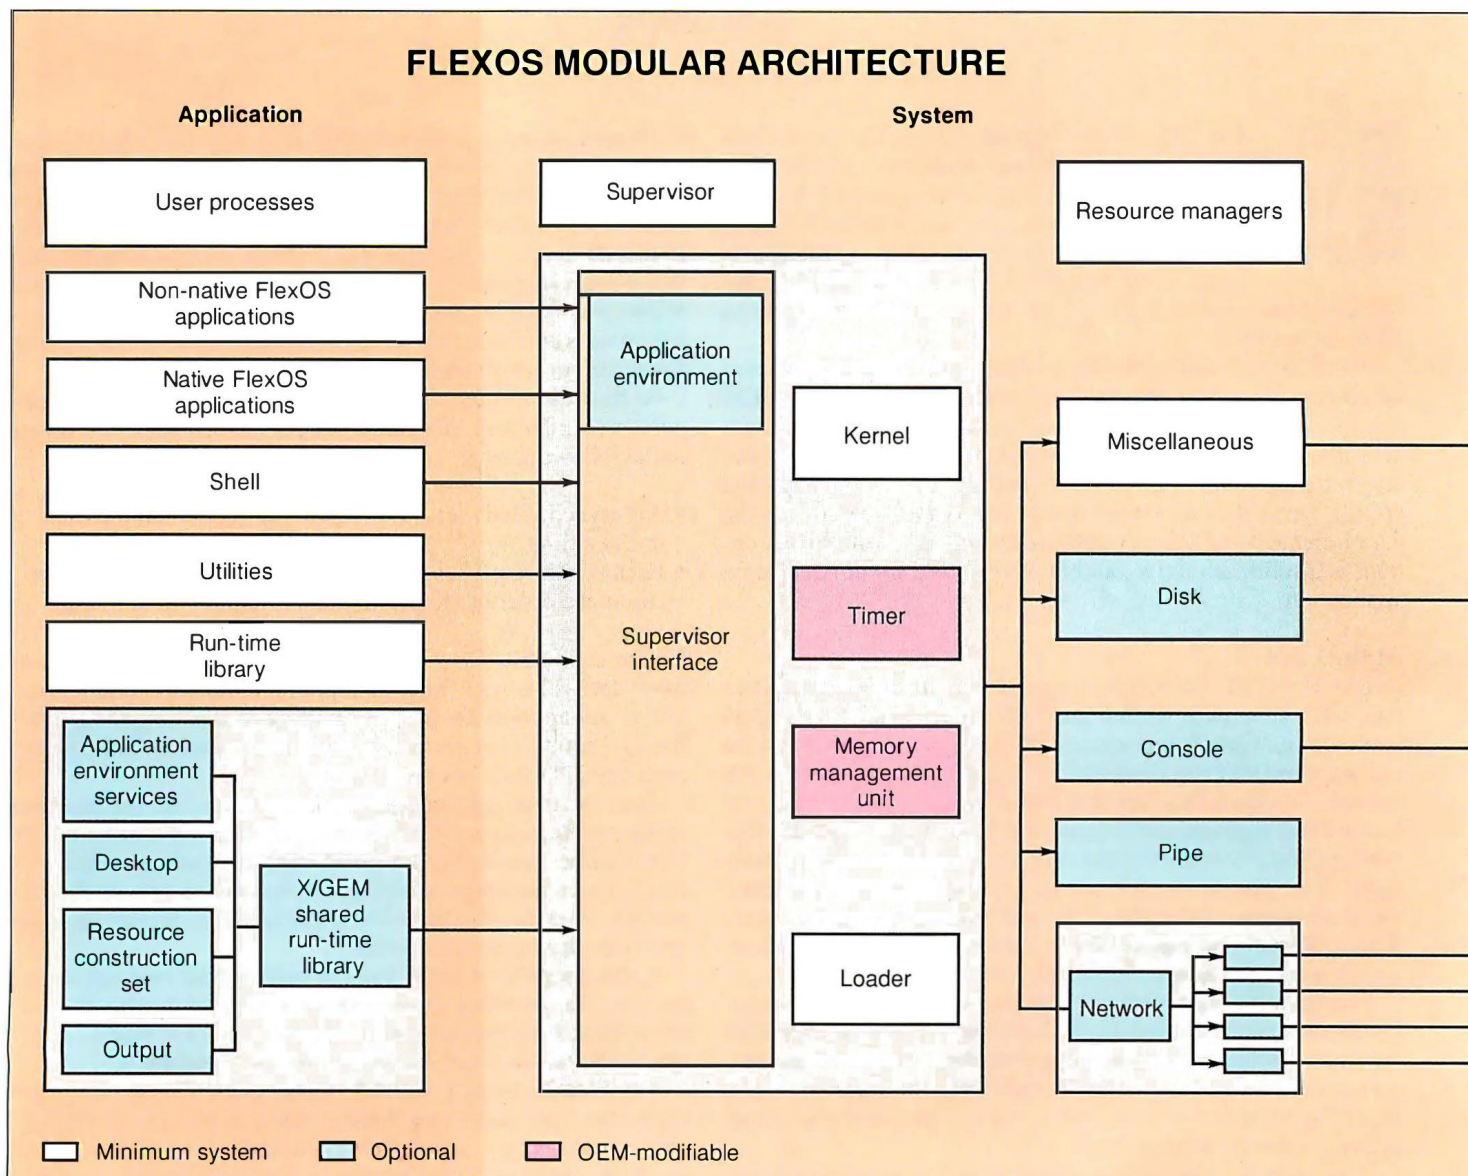 FLEXOS MODULAR ARCHITECTURE
Application
System
User processes
Supervisor
Resource managers
Non-native FlexOS
applications
Native FlexOS
applications
Shell
Utilities
Run-time
library
Application
environment
services
Desktop
Resource
construction
set
Output
X/GEM
shared
run-time
library
Application
environment
Supervisor
interface
Kernel
Timer
Memory
management
unit
Loader
Miscellaneous
Disk
Console
Pipe
Network
Minimum system
Optional
OEM-modifiable